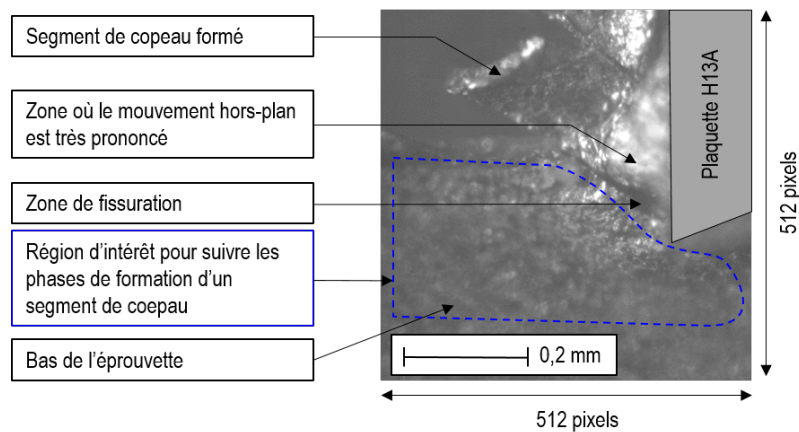 Segment de copeau formé
Zone où le mouvement hors-plan
est très prononcé
Zone de fissuration
Région d'intérêt pour suivre les
phases de formation d'un
segment de coepau
Bas de l'éprouvette
Plaquette H13A
0,2 mm
512 pixels
512 pixels